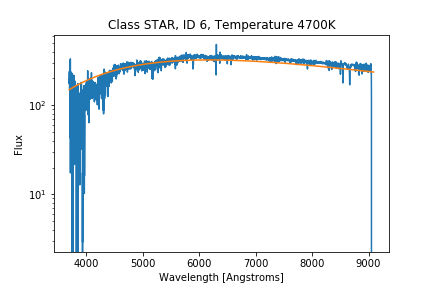 Class STAR, ID 6, Temperature 4700K
Flux
10²
10¹
4000 5000 6000 7000 8000 9000
Wavelength [Angstroms]